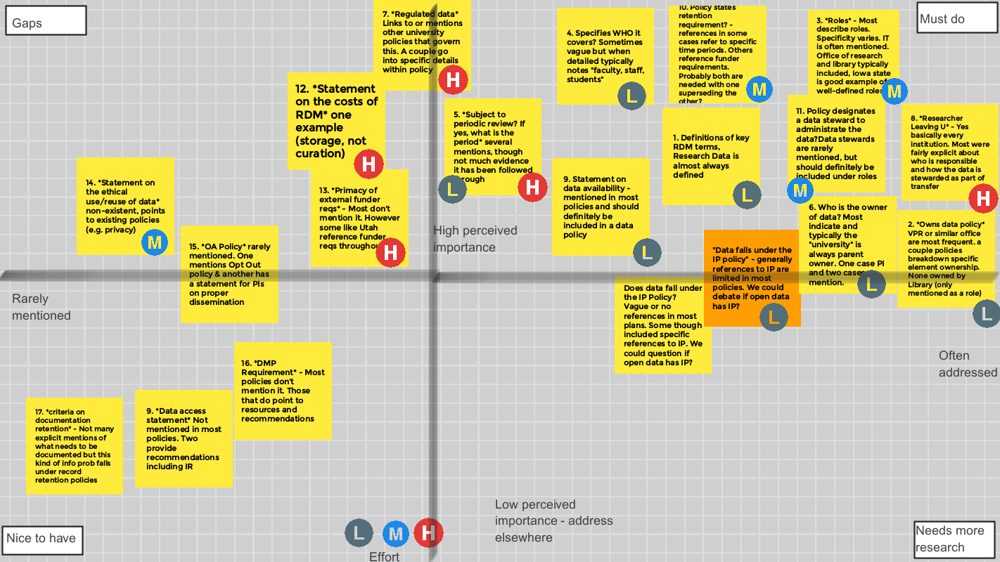 Gaps
Must do
7. *Regulated data*
Links to or mentions
other university
policies that govern
this. A couple go
into specific details
within policy
H
4. Specifies WHO it
covers? Sometimes
vague but when
detailed typically
notes "faculty, staff,
students"
L
10. Policy states
retention
requirement? -
references in some
cases refer to specific
time periods. Others
reference funder
requirements.
Probably both are
needed with one
superseding the
other?
M
3. *Roles* - Most
describe roles.
Specificity varies. IT
is often mentioned.
Office of research
and library typically
included, Iowa state
is good example of
well-defined roles
M
12. *Statement
on the costs of
RDM* one
example
(storage, not
curation)
H
5. *Subject to
periodic review? If
yes, what is the
period* several
mentions, though
not much evidence
it has been followed
rough
L
H
1. Definitions of key
RDM terms,
Research Data is
almost always
defined
L
11. Policy designates
a data steward to
administrate the
data?Data stewards
are rarely
mentioned, but
should definitely be
included under roles
M
8. *Researcher
Leaving U* - Yes
basically every
institution. Most were
fairly explicit about
who is responsible
and how the data is
stewarded as part of
transfer
H
14. *Statement on
the ethical
use/reuse of data*
non-existent, points
to existing policies
(e.g. privacy)
M
13. *Primacy of
external funder
reqs* - Most don't
mention it. However
some like Utah
reference funder
reqs throughou
H
9. Statement on
data availability -
mentioned in most
policies and should
definitely be
included in a data
policy
L
6. Who is the owner
of data? Most
indicate and
typically the
"university" is
always parent
owner. One case PI
and two cases
mention.
L
2. *Owns data policy*
VPR or similar office
are most frequent. a
couple policies
breakdown specific
element ownership.
None owned by
Library (only
mentioned as a role)
L
High perceived
importance
15. *OA Policy* rarely
mentioned. One
mentions Opt Out
policy & another has
a statement for PIs
on proper
dissemination
"Data falls under the
IP policy" - generally
references to IP are
limited in most
policies. We could
debate if open data
has IP?
L
Rarely
mentioned
Does data fall under
the IP Policy?
Vague or no
references in most
plans. Some though
included specific
references to IP. We
could question if
open data has IP?
Often
addressed
16. *DMP
Requirement* - Most
policies don't
mention it. Those
that do point to
resources and
recommendations
17. *criteria on
documentation
retention* - Not many
explicit mentions of
what needs to be
documented but this
kind of info prob falls
under record
retention policies
9. *Data access
statement* Not
mentioned in most
policies. Two
provide
recommendations
including IR
Low perceived
importance - address
elsewhere
Nice to have
L
M
H
Effort
Needs more
research